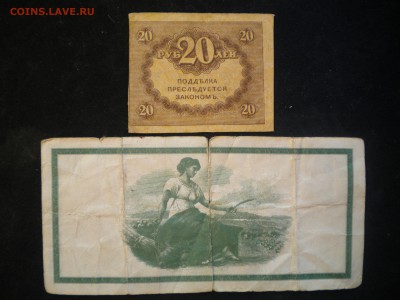 COINS.LAVE.RU
20 20
РУБ 20 ЛЕЙ
ПОДДѢЛКА
ПРЕСЛѢДУЕТСЯ
ЗАКОНОМЪ.
20 20